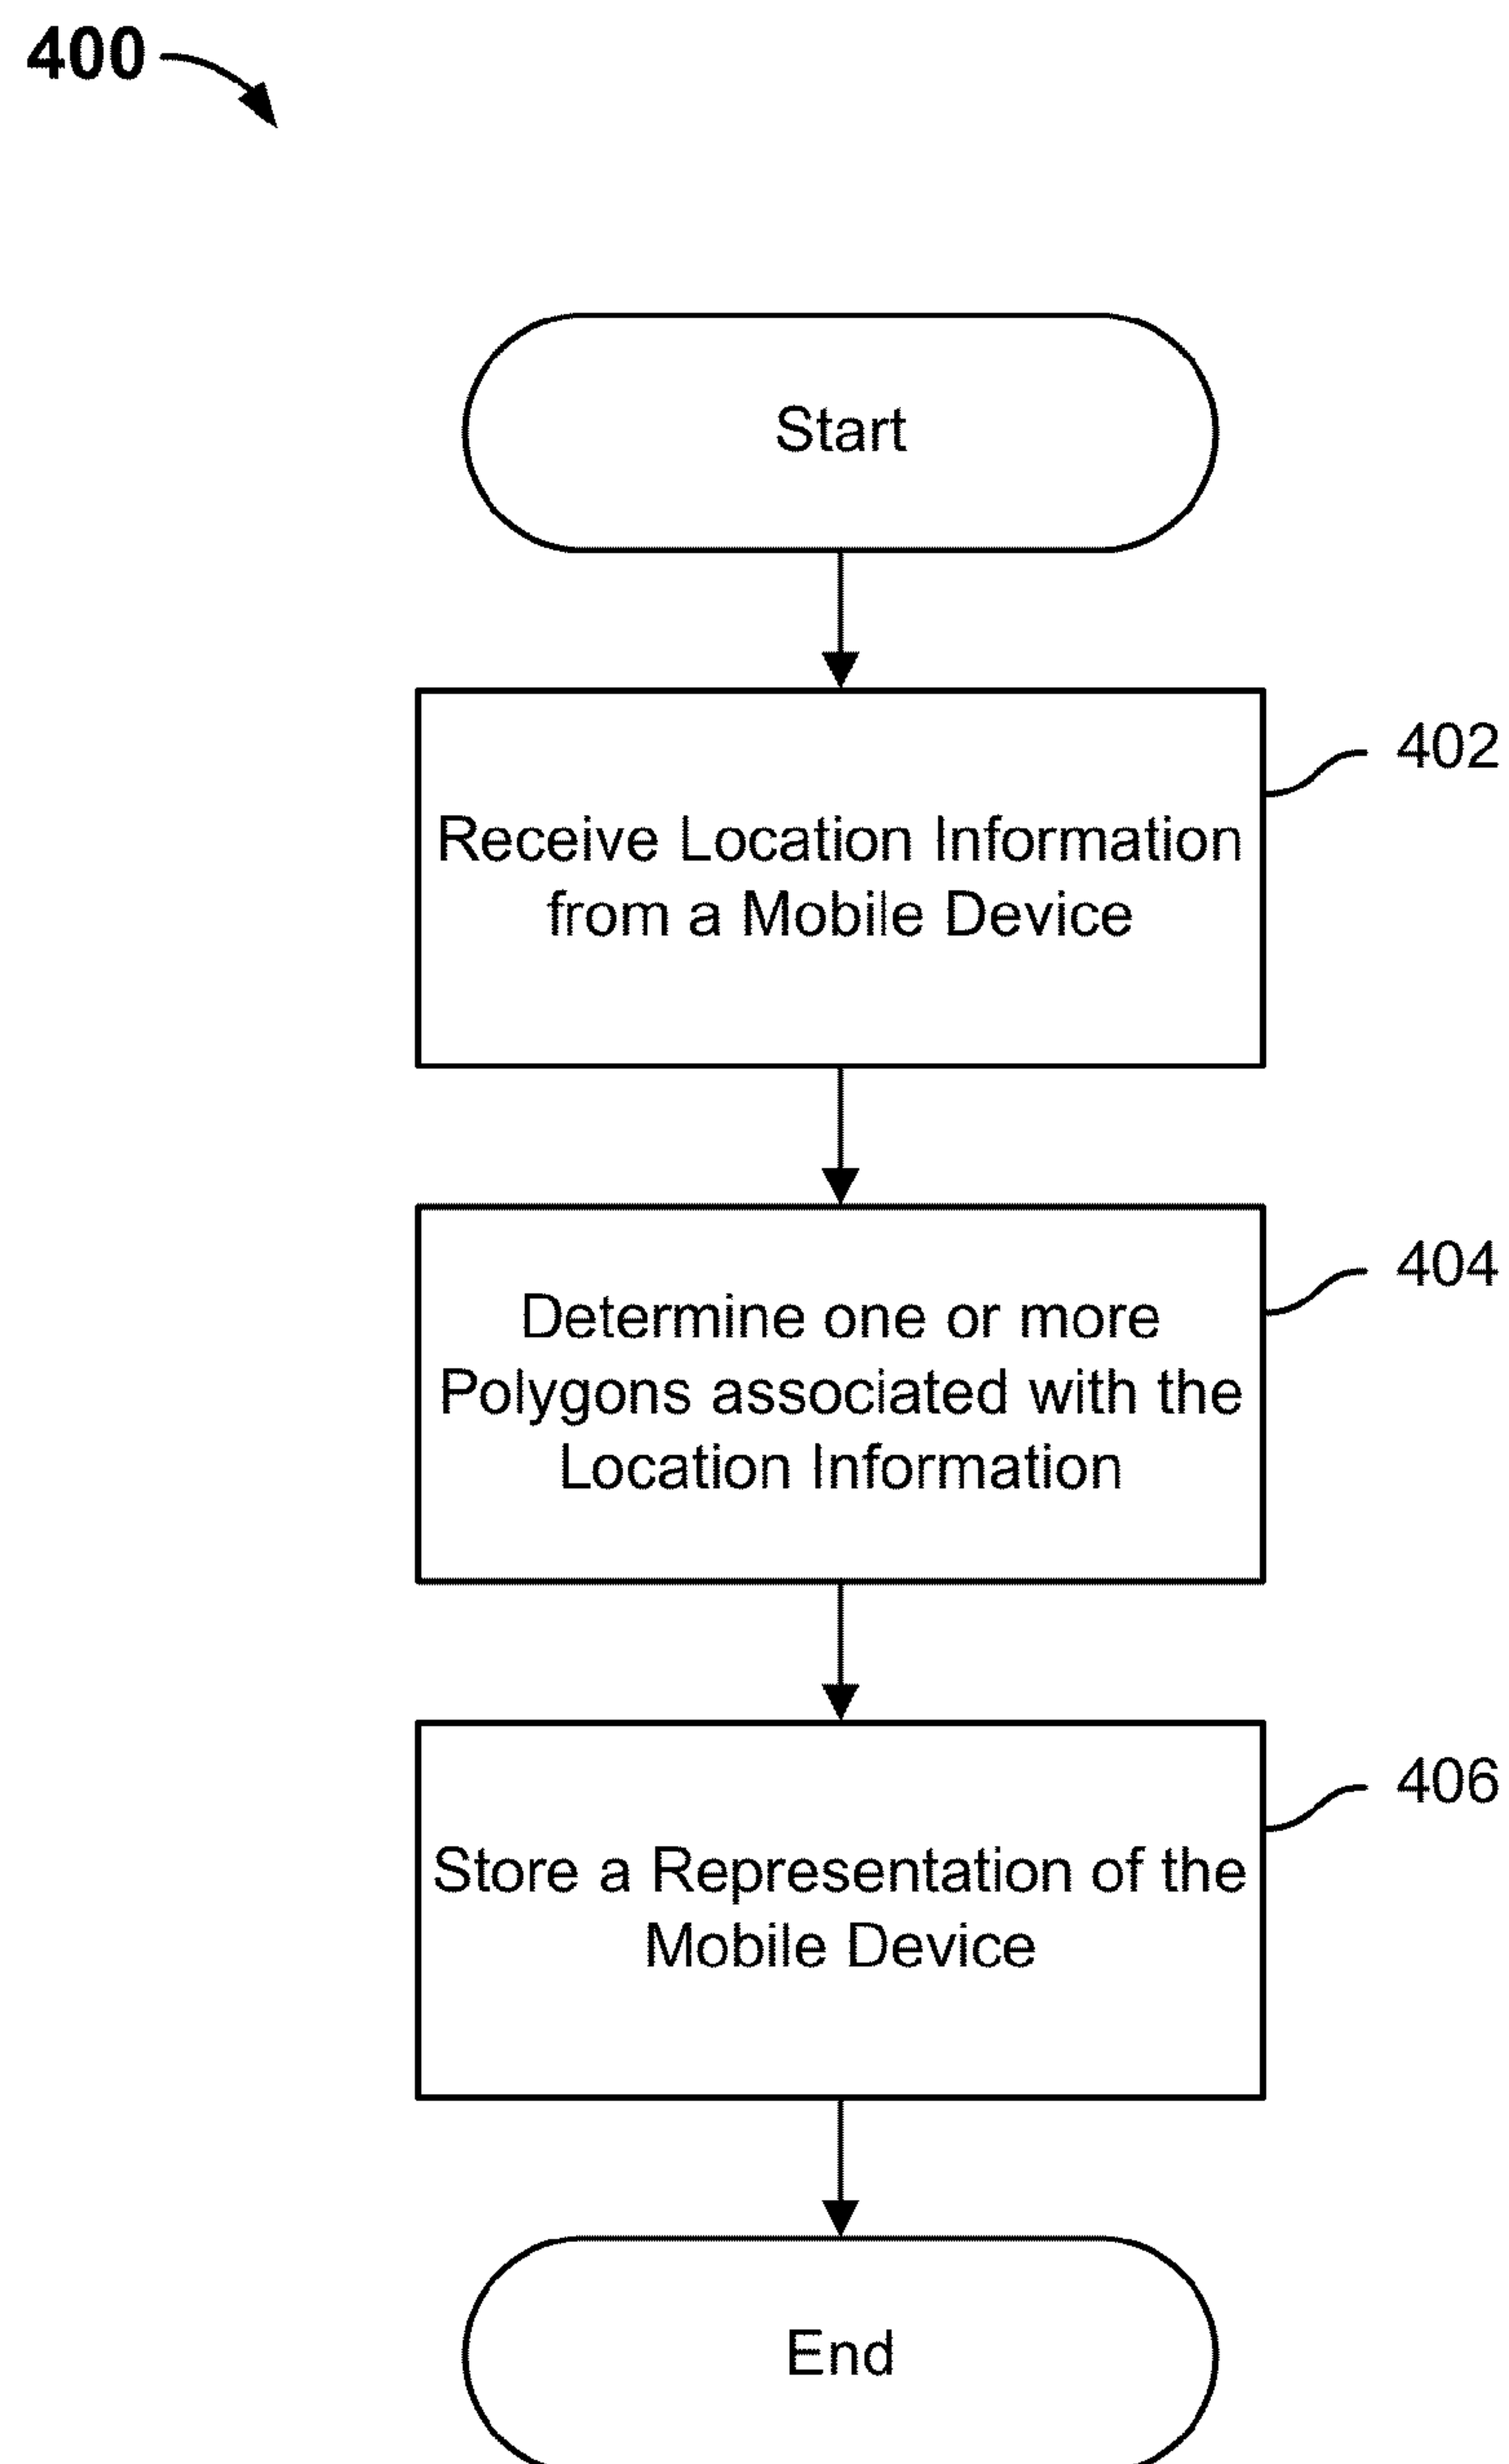 400
Start
402
Receive Location Information
from a Mobile Device
404
Determine one or more
Polygons associated with the
Location Information
406
Store a Representation of the
Mobile Device
End